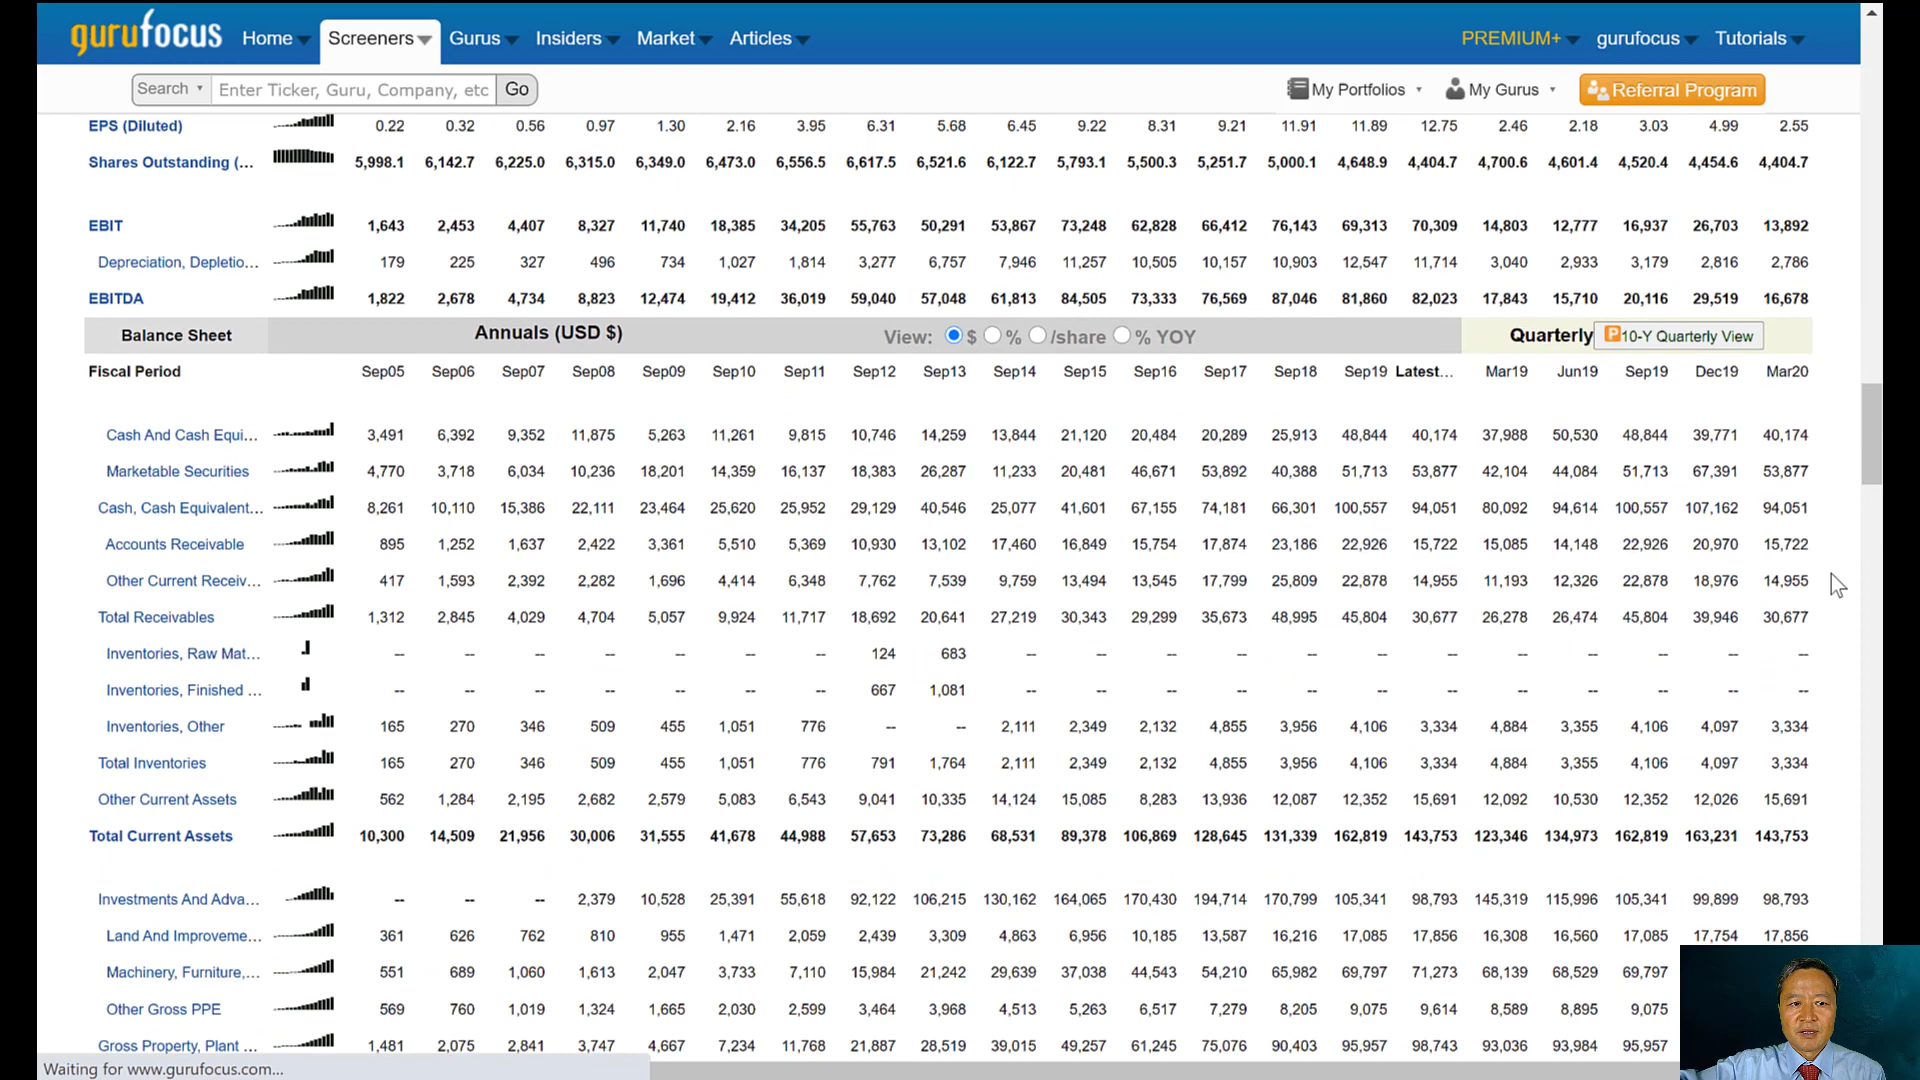 gurufocus Home Screeners Gurus Insiders Market Articles PREMIUM+ gurufocus Tutorials
Search Enter Ticker, Guru, Company, etc Go My Portfolios My Gurus Referral Program
EPS (Diluted) 0.22 0.32 0.56 0.97 1.30 2.16 3.95 6.31 5.68 6.45 9.22 8.31 9.21 11.91 11.89 12.75 2.46 2.18 3.03 4.99 2.55
Shares Outstanding (... 5,998.1 6,142.7 6,225.0 6,315.0 6,349.0 6,473.0 6,556.5 6,617.5 6,521.6 6,122.7 5,793.1 5,500.3 5,251.7 5,000.1 4,648.9 4,404.7 4,700.6 4,601.4 4,520.4 4,454.6 4,404.7
EBIT 1,643 2,453 4,407 8,327 11,740 18,385 34,205 55,763 50,291 53,867 73,248 62,828 66,412 76,143 69,313 70,309 14,803 12,777 16,937 26,703 13,892
Depreciation, Depletio... 179 225 327 496 734 1,027 1,814 3,277 6,757 7,946 11,257 10,505 10,157 10,903 12,547 11,714 3,040 2,933 3,179 2,816 2,786
EBITDA 1,822 2,678 4,734 8,823 12,474 19,412 36,019 59,040 57,048 61,813 84,505 73,333 76,569 87,046 81,860 82,023 17,843 15,710 20,116 29,519 16,678
Balance Sheet Annuals (USD $) View: $ % /share % YOY Quarterly P 10-Y Quarterly View
Fiscal Period Sep05 Sep06 Sep07 Sep08 Sep09 Sep10 Sep11 Sep12 Sep13 Sep14 Sep15 Sep16 Sep17 Sep18 Sep19 Latest... Mar19 Jun19 Sep19 Dec19 Mar20
Cash And Cash Equi... 3,491 6,392 9,352 11,875 5,263 11,261 9,815 10,746 14,259 13,844 21,120 20,484 20,289 25,913 48,844 40,174 37,988 50,530 48,844 39,771 40,174
Marketable Securities 4,770 3,718 6,034 10,236 18,201 14,359 16,137 18,383 26,287 11,233 20,481 46,671 53,892 40,388 51,713 53,877 42,104 44,084 51,713 67,391 53,877
Cash, Cash Equivalent... 8,261 10,110 15,386 22,111 23,464 25,620 25,952 29,129 40,546 25,077 41,601 67,155 74,181 66,301 100,557 94,051 80,092 94,614 100,557 107,162 94,051
Accounts Receivable 895 1,252 1,637 2,422 3,361 5,510 5,369 10,930 13,102 17,460 16,849 15,754 17,874 23,186 22,926 15,722 15,085 14,148 22,926 20,970 15,722
Other Current Receiv... 417 1,593 2,392 2,282 1,696 4,414 6,348 7,762 7,539 9,759 13,494 13,545 17,799 25,809 22,878 14,955 11,193 12,326 22,878 18,976 14,955
Total Receivables 1,312 2,845 4,029 4,704 5,057 9,924 11,717 18,692 20,641 27,219 30,343 29,299 35,673 48,995 45,804 30,677 26,278 26,474 45,804 39,946 30,677
Inventories, Raw Mat... -- -- -- -- -- -- -- 124 683 -- -- -- -- -- -- -- -- -- -- -- --
Inventories, Finished ... -- -- -- -- -- -- -- 667 1,081 -- -- -- -- -- -- -- -- -- -- -- --
Inventories, Other 165 270 346 509 455 1,051 776 -- -- 2,111 2,349 2,132 4,855 3,956 4,106 3,334 4,884 3,355 4,106 4,097 3,334
Total Inventories 165 270 346 509 455 1,051 776 791 1,764 2,111 2,349 2,132 4,855 3,956 4,106 3,334 4,884 3,355 4,106 4,097 3,334
Other Current Assets 562 1,284 2,195 2,682 2,579 5,083 6,543 9,041 10,335 14,124 15,085 8,283 13,936 12,087 12,352 15,691 12,092 10,530 12,352 12,026 15,691
Total Current Assets 10,300 14,509 21,956 30,006 31,555 41,678 44,988 57,653 73,286 68,531 89,378 106,869 128,645 131,339 162,819 143,753 123,346 134,973 162,819 163,231 143,753
Investments And Adva... -- -- -- 2,379 10,528 25,391 55,618 92,122 106,215 130,162 164,065 170,430 194,714 170,799 105,341 98,793 145,319 115,996 105,341 99,899 98,793
Land And Improveme... 361 626 762 810 955 1,471 2,059 2,439 3,309 4,863 6,956 10,185 13,587 16,216 17,085 17,856 16,308 16,560 17,085 17,754 17,856
Machinery, Furniture,... 551 689 1,060 1,613 2,047 3,733 7,110 15,984 21,242 29,639 37,038 44,543 54,210 65,982 69,797 71,273 68,139 68,529 69,797
Other Gross PPE 569 760 1,019 1,324 1,665 2,030 2,599 3,464 3,968 4,513 5,263 6,517 7,279 8,205 9,075 9,614 8,589 8,895 9,075
Gross Property, Plant ... 1,481 2,075 2,841 3,747 4,667 7,234 11,768 21,887 28,519 39,015 49,257 61,245 75,076 90,403 95,957 98,743 93,036 93,984 95,957
Waiting for www.gurufocus.com...